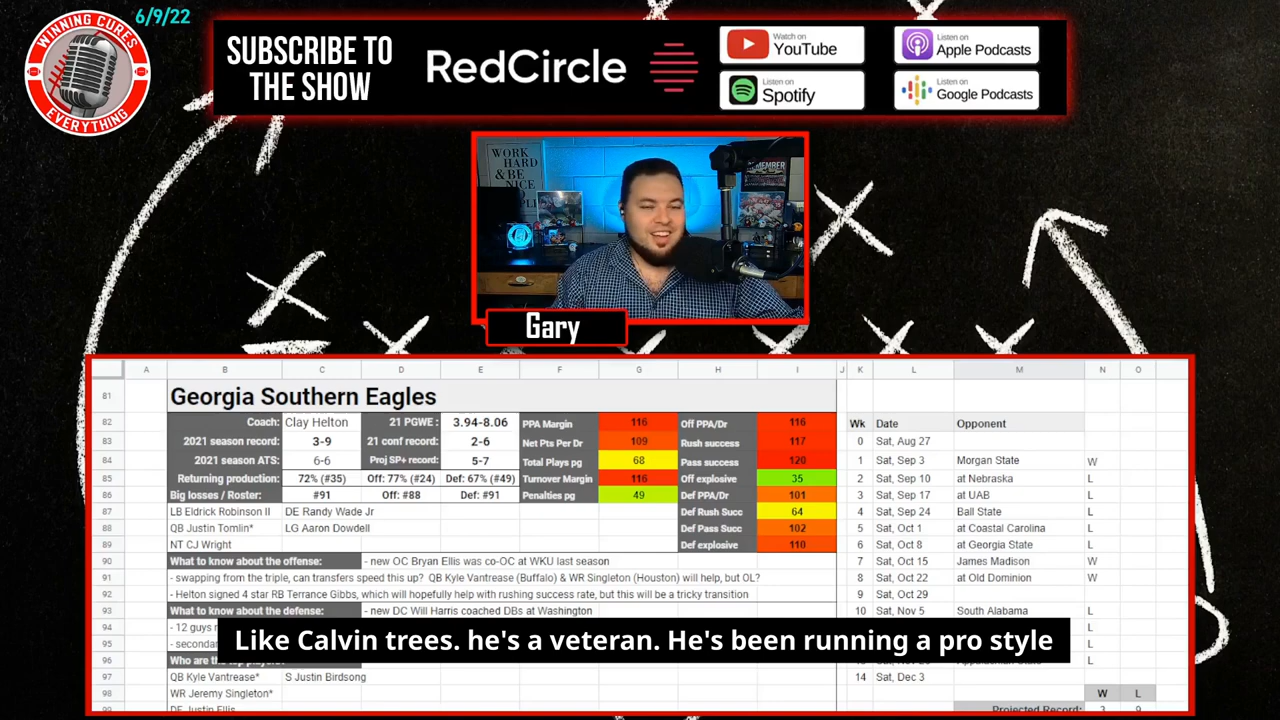 6/9/22
WINNING CURES
EVERYTHING
SUBSCRIBE TO
THE SHOW
RedCircle
Watch on
YouTube
Listen on
Spotify
Listen on
Apple Podcasts
Listen on
Google Podcasts
WORK
HARD
& BE
NICE
REMEMBER
Gary
A B C D E F G H I J K L M N O
81 Georgia Southern Eagles
82 Coach: Clay Helton 21 PGWE : 3.94-8.06 PPA Margin 116 Off PPA/Dr 116 Wk Date Opponent
83 2021 season record: 3-9 21 conf record: 2-6 Net Pts Per Dr 109 Rush success 117 0 Sat, Aug 27
84 2021 season ATS: 6-6 Proj SP+ record: 5-7 Total Plays pg 68 Pass success 120 1 Sat, Sep 3 Morgan State W
85 Returning production: 72% (#35) Off: 77% (#24) Def: 67% (#49) Turnover Margin 116 Off explosive 35 2 Sat, Sep 10 at Nebraska L
86 Big losses / Roster: #91 Off: #88 Def: #91 Penalties pg 49 Def PPA/Dr 101 3 Sat, Sep 17 at UAB L
87 LB Eldrick Robinson II DE Randy Wade Jr Def Rush Succ 64 4 Sat, Sep 24 Ball State L
88 QB Justin Tomlin* LG Aaron Dowdell Def Pass Succ 102 5 Sat, Oct 1 at Coastal Carolina L
89 NT CJ Wright Def explosive 110 6 Sat, Oct 8 at Georgia State L
90 What to know about the offense: - new OC Bryan Ellis was co-OC at WKU last season 7 Sat, Oct 15 James Madison W
91 - swapping from the triple, can transfers speed this up? QB Kyle Vantrease (Buffalo) & WR Singleton (Houston) will help, but OL? 8 Sat, Oct 22 at Old Dominion W
92 - Helton signed 4 star RB Terrance Gibbs, which will hopefully help with rushing success rate, but this will be a tricky transition 9 Sat, Oct 29
93 What to know about the defense: - new DC Will Harris coached DBs at Washington 10 Sat, Nov 5 South Alabama L
94 - 12 guys L
95 - seconda L
Like Calvin trees. he's a veteran. He's been running a pro style
96 Who are L
97 QB Kyle Vantrease* S Justin Birdsong 14 Sat, Dec 3
98 WR Jeremy Singleton* W L
99 DE Justin Ellis Projected Record: 3 9